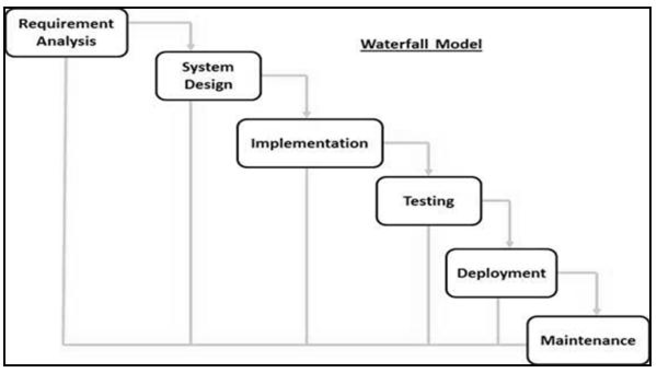 Requirement
Analysis
Waterfall Model
System
Design
Implementation
Testing
Deployment
Maintenance